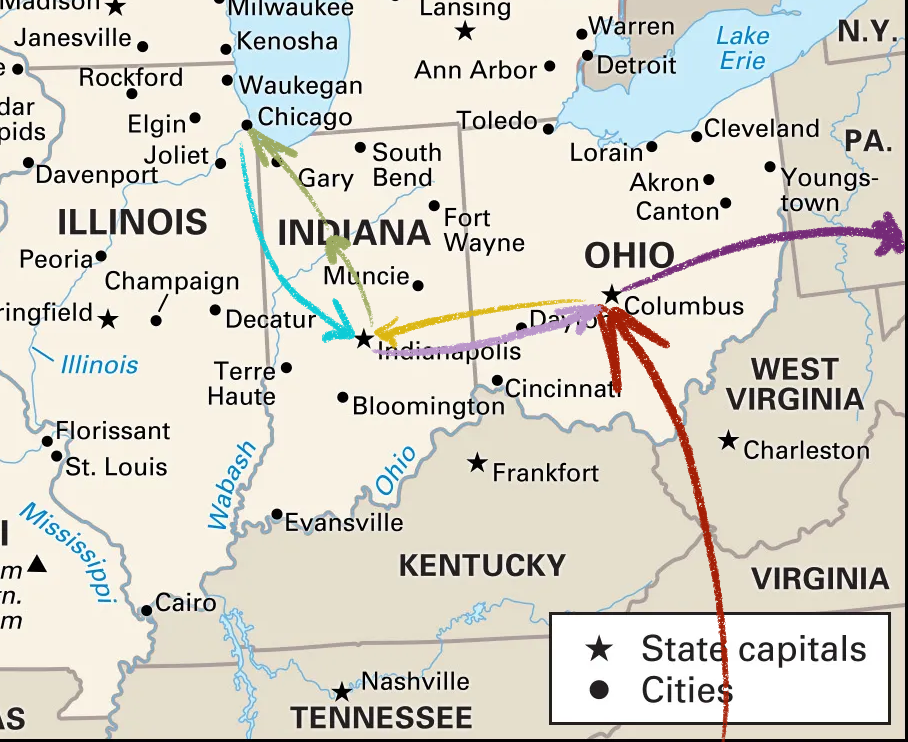 Madison
Milwaukee
Lansing
Warren
N.Y.
Janesville
Kenosha
Lake
Erie
Ann Arbor
Detroit
Rockford
Waukegan
dar
pids
Elgin
Chicago
Toledo
Cleveland
PA.
Joliet
South
Bend
Lorain
Davenport
Gary
Akron
Youngs-
town
Canton
ILLINOIS
INDIANA
Fort
Wayne
OHIO
Peoria
Champaign
Muncie
ringfield
Decatur
Dayton
Columbus
Illinois
Indianapolis
Terre
Haute
Cincinnati
WEST
VIRGINIA
Bloomington
Florissant
St. Louis
Wabash
Ohio
Frankfort
Charleston
Mississippi
Evansville
I
m
rn.
m
KENTUCKY
VIRGINIA
Cairo
State capitals
Cities
Nashville
TENNESSEE
AS